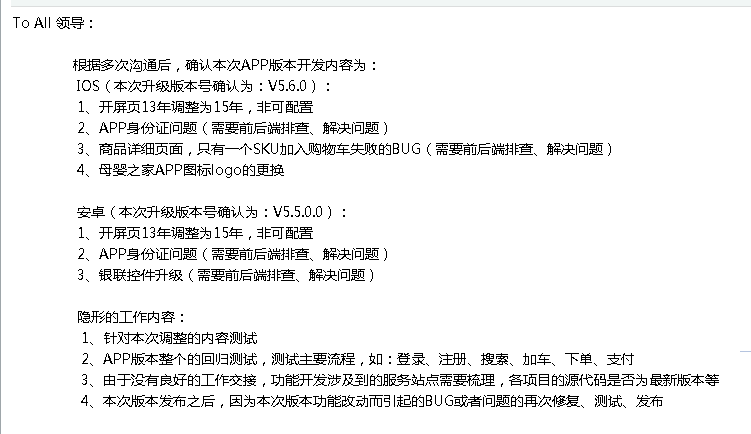 To All 领导：
根据多次沟通后，确认本次APP版本开发内容为：
IOS（本次升级版本号确认为：V5.6.0）：
1、开屏页13年调整为15年，非可配置
2、APP身份证问题（需要前后端排查、解决问题）
3、商品详细页面，只有一个SKU加入购物车失败的BUG（需要前后端排查、解决问题）
4、母婴之家APP图标logo的更换
安卓（本次升级版本号确认为：V5.5.0.0）：
1、开屏页13年调整为15年，非可配置
2、APP身份证问题（需要前后端排查、解决问题）
3、银联控件升级（需要前后端排查、解决问题）
隐形的工作内容：
1、针对本次调整的内容测试
2、APP版本整个的回归测试，测试主要流程，如：登录、注册、搜索、加车、下单、支付
3、由于没有良好的工作交接，功能开发涉及到的服务站点需要梳理，各项目的源代码是否为最新版本等
4、本次版本发布之后，因为本次版本功能改动而引起的BUG或者问题的再次修复、测试、发布